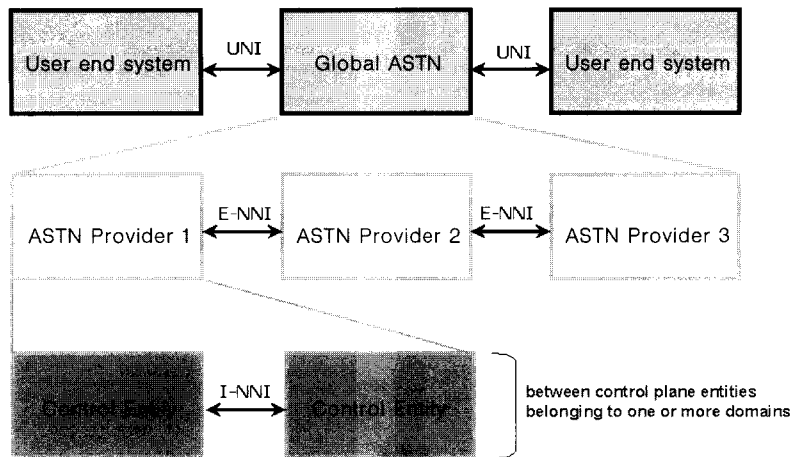 User end system
UNI
Global ASTN
UNI
User end system
ASTN Provider 1
E-NNI
ASTN Provider 2
E-NNI
ASTN Provider 3
Control Entity
I-NNI
Control Entity
between control plane entities
belonging to one or more domains